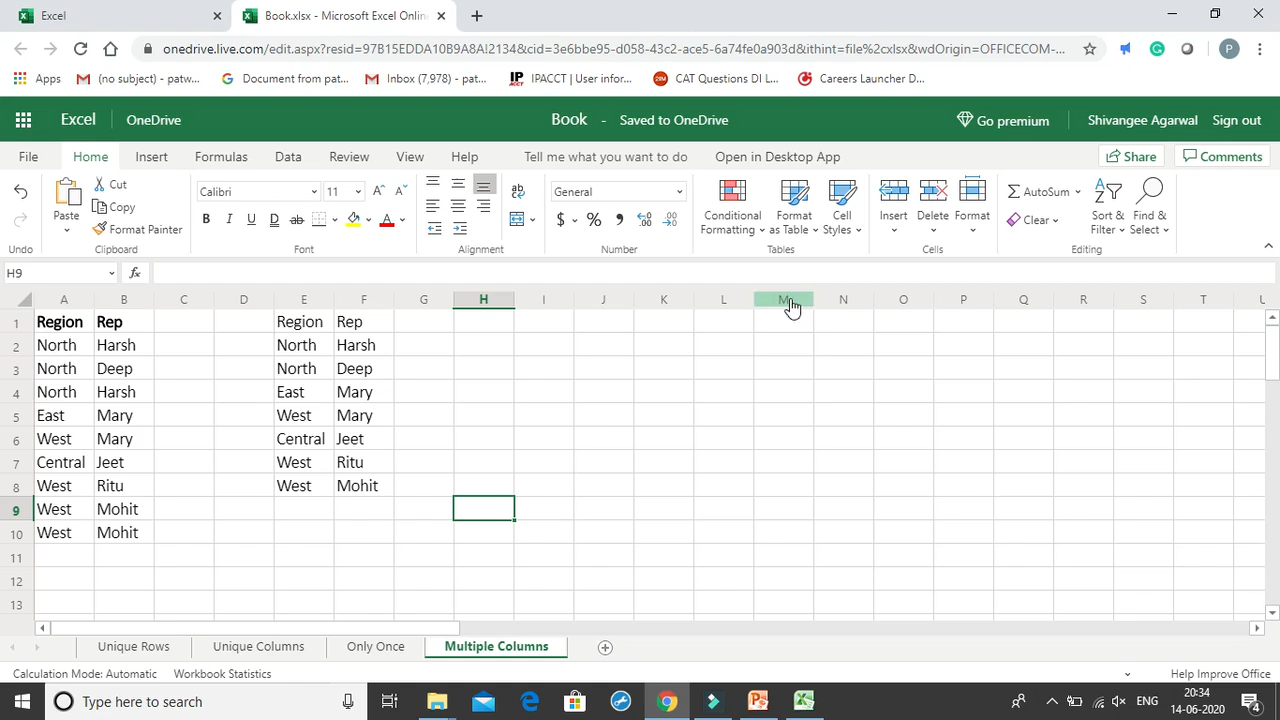 Excel
Book.xlsx - Microsoft Excel Online
onedrive.live.com/edit.aspx?resid=97B15EDDA10B9A8A!2134&cid=3e6bbe95-d058-43c2-ace5-6a74fe0a903d&ithint=file%2cxlsx&wdOrigin=OFFICECOM-...
P
Apps
(no subject) - patw...
Document from pat...
Inbox (7,978) - pat...
IPACCT | User infor...
CAT Questions DI L...
Careers Launcher D...
Excel OneDrive Book - Saved to OneDrive Go premium Shivangee Agarwal Sign out
File Home Insert Formulas Data Review View Help Tell me what you want to do Open in Desktop App Share Comments
Cut
Copy
Format Painter
Paste
Calibri 11
B I U D ab
A
General
$ % 9
Conditional Formatting
Format as Table
Cell Styles
Insert
Delete
Format
AutoSum
Clear
Sort & Filter
Find & Select
Undo Clipboard Font Alignment Number Tables Cells Editing
H9 fx
A B C D E F G H I J K L M N O P Q R S T U
1 Region Rep Region Rep
2 North Harsh North Harsh
3 North Deep North Deep
4 North Harsh East Mary
5 East Mary West Mary
6 West Mary Central Jeet
7 Central Jeet West Ritu
8 West Ritu West Mohit
9 West Mohit
10 West Mohit
11
12
13
Unique Rows Unique Columns Only Once Multiple Columns
Calculation Mode: Automatic Workbook Statistics Help Improve Office
Type here to search
ENG
20:34
14-06-2020
4